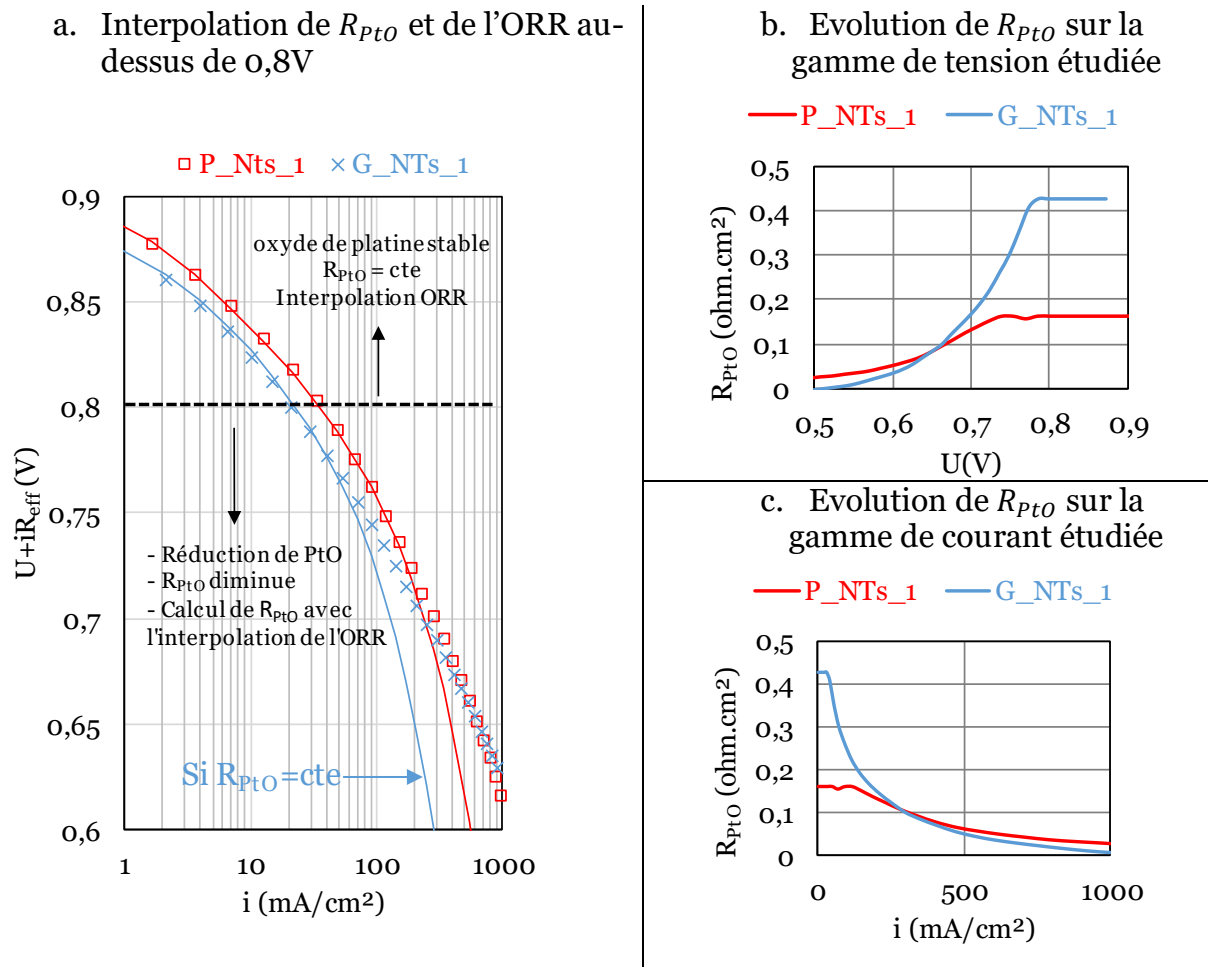 a. Interpolation de R_PtO et de l’ORR au-
dessus de 0,8V
P_Nts_1 G_NTs_1
0,9
0,85
0,8
0,75
0,7
0,65
0,6
U+iR_eff (V)
oxyde de platine stable
R_PtO = cte
Interpolation ORR
- Réduction de PtO
- R_PtO diminue
- Calcul de R_PtO avec
l'interpolation de l'ORR
Si R_PtO=cte
1 10 100 1000
i (mA/cm²)
b. Evolution de R_PtO sur la
gamme de tension étudiée
P_NTs_1 G_NTs_1
0,5
0,4
0,3
0,2
0,1
0
R_PtO (ohm.cm²)
0,5 0,6 0,7 0,8 0,9
U(V)
c. Evolution de R_PtO sur la
gamme de courant étudiée
P_NTs_1 G_NTs_1
0,5
0,4
0,3
0,2
0,1
0
R_PtO (ohm.cm²)
0 500 1000
i (mA/cm²)